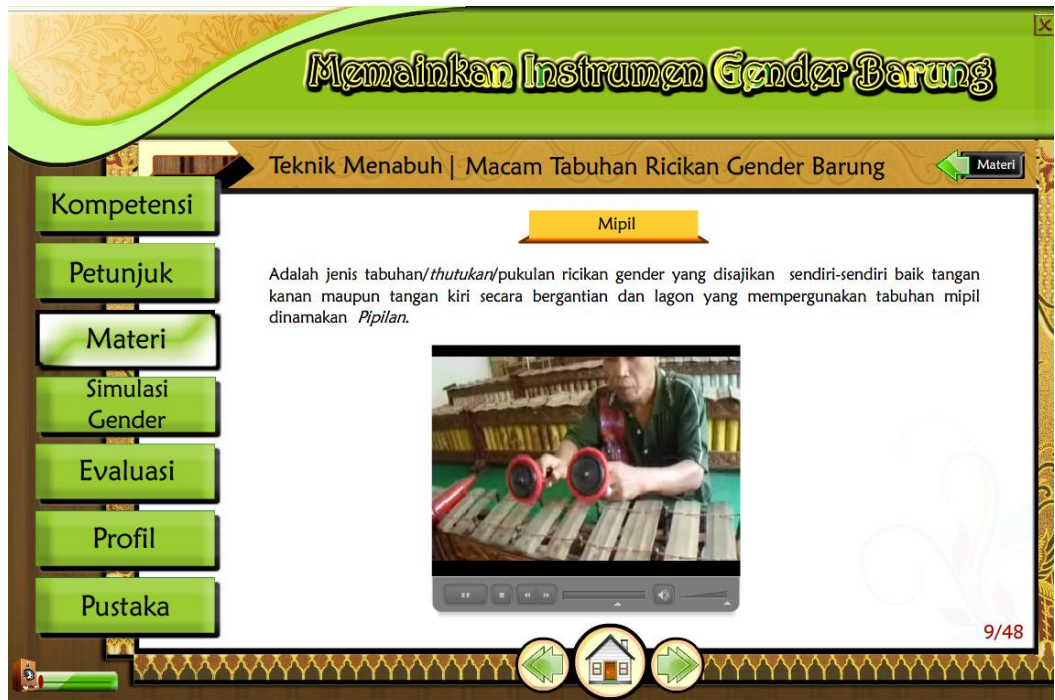 Memainkan Instrumen Gender Barung
Teknik Menabuh | Macam Tabuhan Ricikan Gender Barung
Materi
Kompetensi
Petunjuk
Materi
Simulasi
Gender
Evaluasi
Profil
Pustaka
Mipil
Adalah jenis tabuhan/thutukan/pukulan ricikan gender yang disajikan sendiri-sendiri baik tangan
kanan maupun tangan kiri secara bergantian dan lagon yang mempergunakan tabuhan mipil
dinamakan Pipilan.
9/48